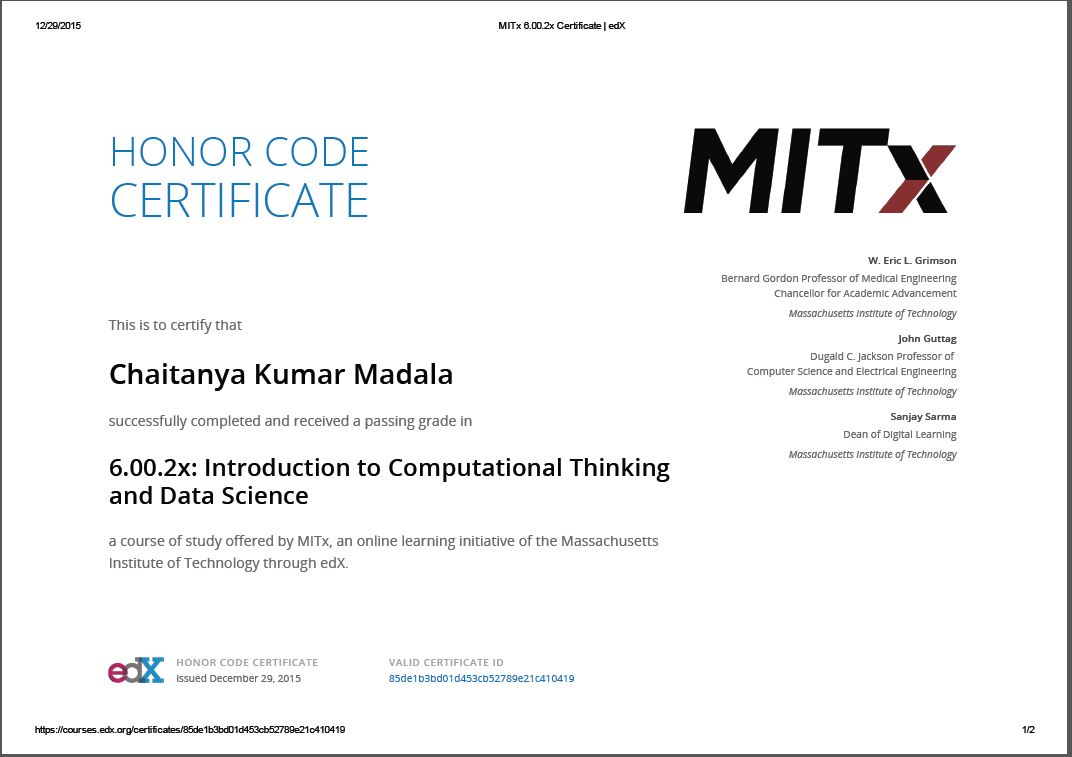 12/29/2015
MITx 6.00.2x Certificate | edX
HONOR CODE
CERTIFICATE
MITx
W. Eric L. Grimson
Bernard Gordon Professor of Medical Engineering
Chancellor for Academic Advancement
Massachusetts Institute of Technology
John Guttag
Dugald C. Jackson Professor of
Computer Science and Electrical Engineering
Massachusetts Institute of Technology
Sanjay Sarma
Dean of Digital Learning
Massachusetts Institute of Technology
This is to certify that
Chaitanya Kumar Madala
successfully completed and received a passing grade in
6.00.2x: Introduction to Computational Thinking
and Data Science
a course of study offered by MITx, an online learning initiative of the Massachusetts
Institute of Technology through edX.
edX
HONOR CODE CERTIFICATE
Issued December 29, 2015
VALID CERTIFICATE ID
85de1b3bd01d453cb52789e21c410419
https://courses.edx.org/certificates/85de1b3bd01d453cb52789e21c410419
1/2